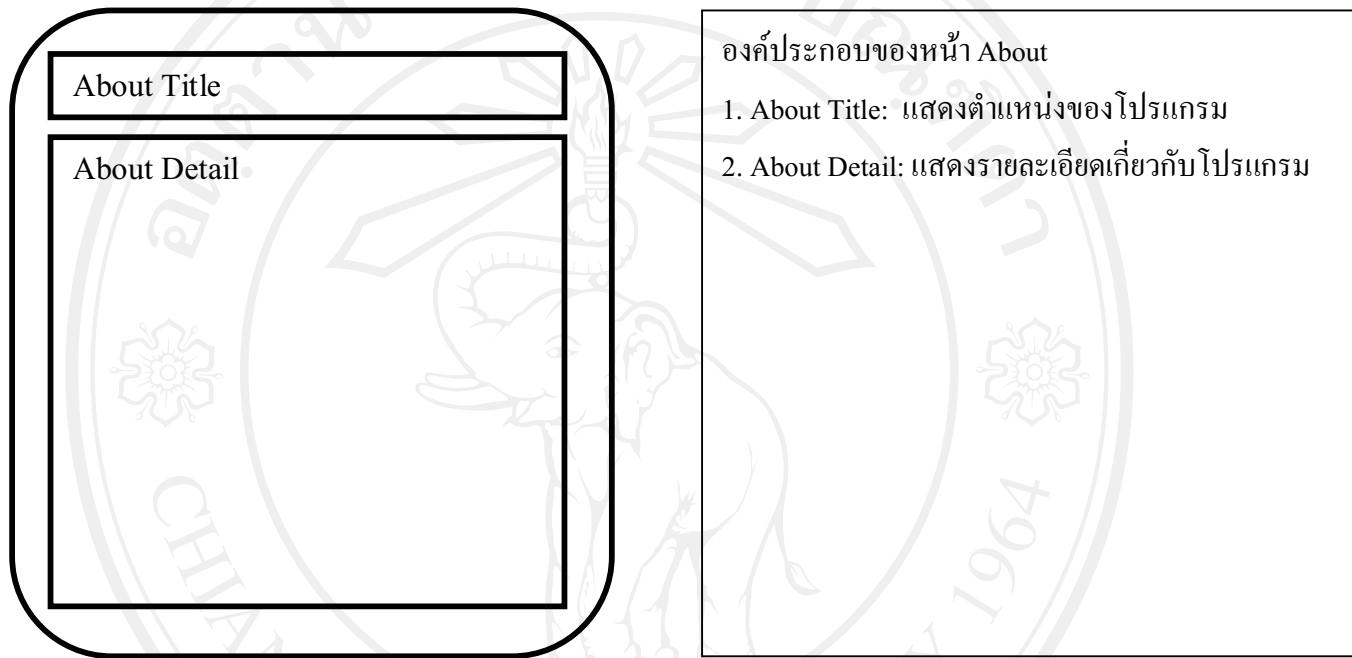 About Title
About Detail
องค์ประกอบของหน้า About
1. About Title: แสดงตำแหน่งของโปรแกรม
2. About Detail: แสดงรายละเอียดเกี่ยวกับโปรแกรม
1964